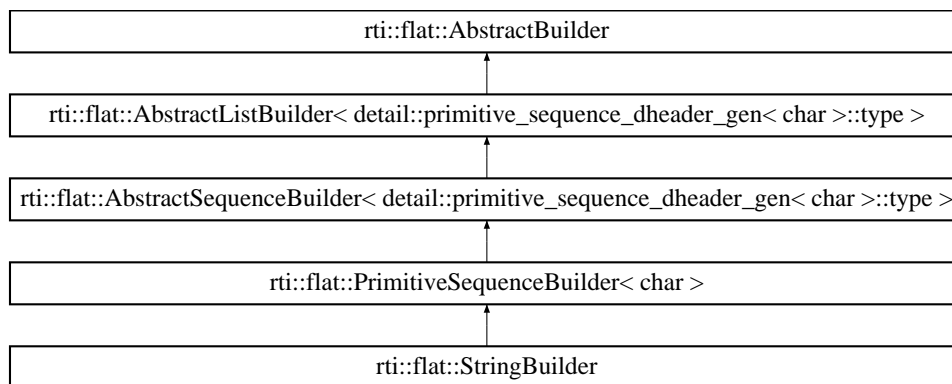 rti::flat::AbstractBuilder
rti::flat::AbstractListBuilder< detail::primitive_sequence_dheader_gen< char >::type >
rti::flat::AbstractSequenceBuilder< detail::primitive_sequence_dheader_gen< char >::type >
rti::flat::PrimitiveSequenceBuilder< char >
rti::flat::StringBuilder